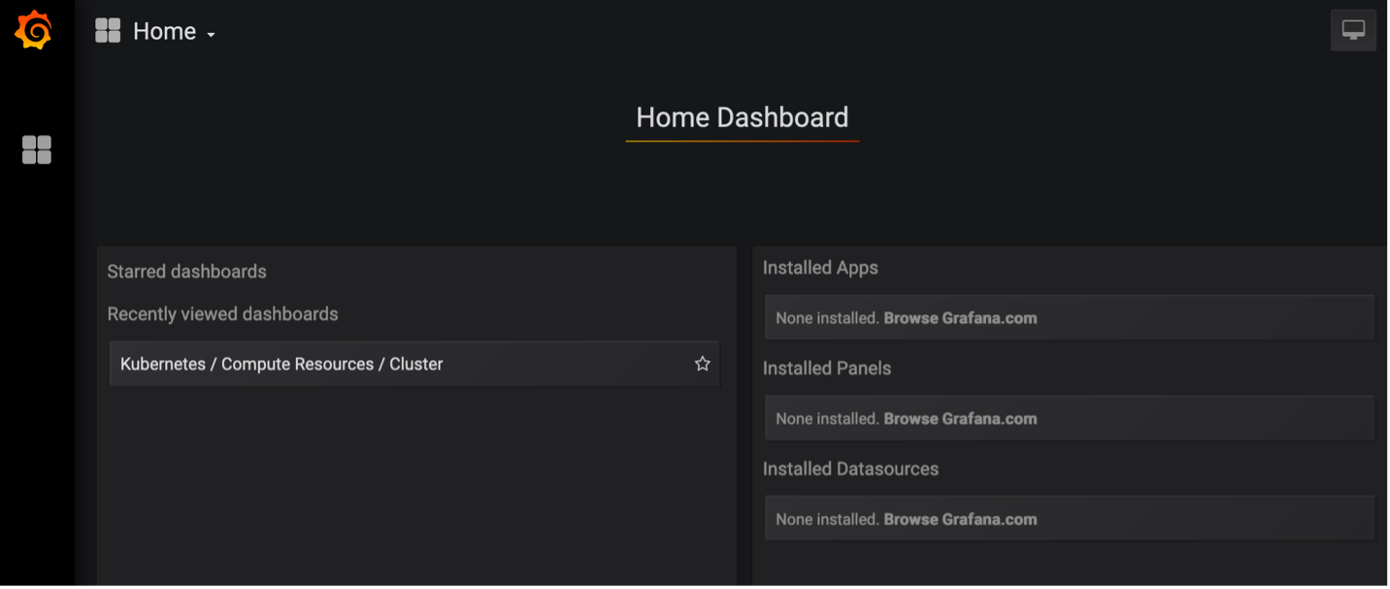 Home
Home Dashboard
Starred dashboards
Recently viewed dashboards
Kubernetes / Compute Resources / Cluster
Installed Apps
None installed. Browse Grafana.com
Installed Panels
None installed. Browse Grafana.com
Installed Datasources
None installed. Browse Grafana.com